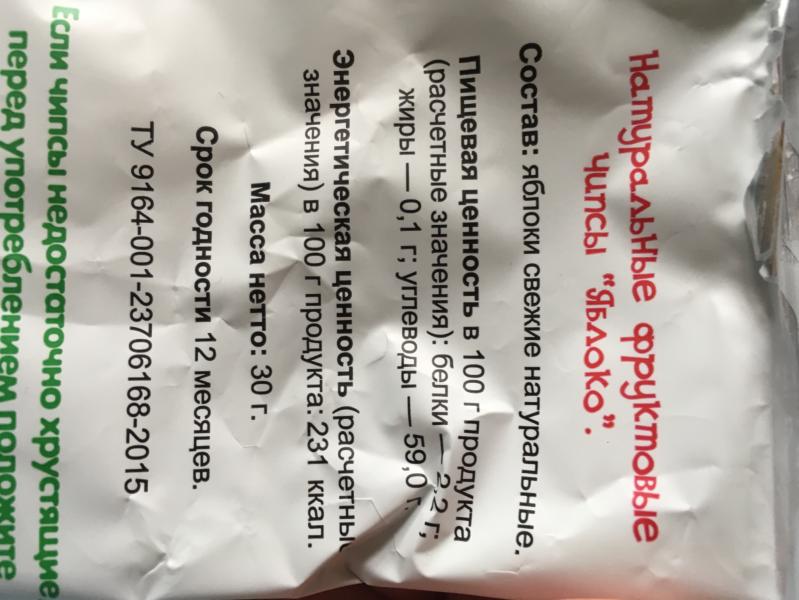 Натуральные фруктовые
чипсы "Яблоко".
Состав: яблоки свежие натуральные.
Пищевая ценность в 100 г продукта
(расчетные значения): белки — 2,2 г;
жиры — 0,1 г; углеводы — 59,0 г.
Энергетическая ценность (расчетны
значения) в 100 г продукта: 231 ккал.
Масса нетто: 30 г.
Срок годности 12 месяцев.
ТУ 9164-001-23706168-2015
Если чипсы недостаточно хрустящие
перед употреблением положите